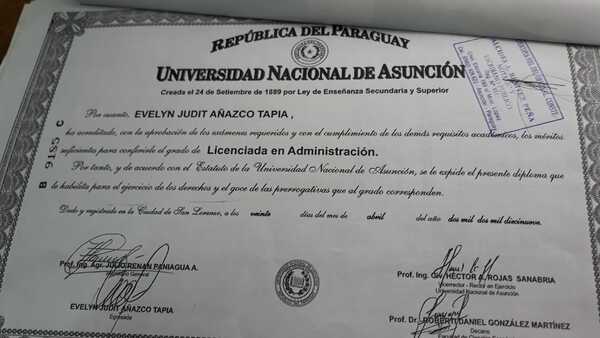 REPÚBLICA DEL PARAGUAY
UNIVERSIDAD NACIONAL DE ASUNCIÓN
Creada el 24 de Setiembre de 1889 por Ley de Enseñanza Secundaria y Superior
Por cuanto, EVELYN JUDIT AÑAZCO TAPIA,
ha acreditado, con la aprobación de los exámenes requeridos y con el cumplimiento de los demás requisitos académicos, los méritos
suficientes para conferirle el grado de Licenciada en Administración.
Por tanto, y de acuerdo con el Estatuto de la Universidad Nacional de Asunción, se le expide el presente diploma que
le habilita para el ejercicio de los derechos y el goce de las prerrogativas que al grado corresponden.
Dado y registrado en la Ciudad de San Lorenzo, a los veinte días del mes de abril del año dos mil dos diecinueve.
B 9185 C
Prof. Ing. Agr. JULIO RENAN PANIAGUA A.
Secretario General
Prof. Ing. Civ. HÉCTOR A. ROJAS SANABRIA
Vicerrector - Rector en Ejercicio
Universidad Nacional de Asunción
EVELYN JUDIT AÑAZCO TAPIA
Egresada
Prof. Dr. ROBERTI DANIEL GONZÁLEZ MARTÍNEZ
Decano